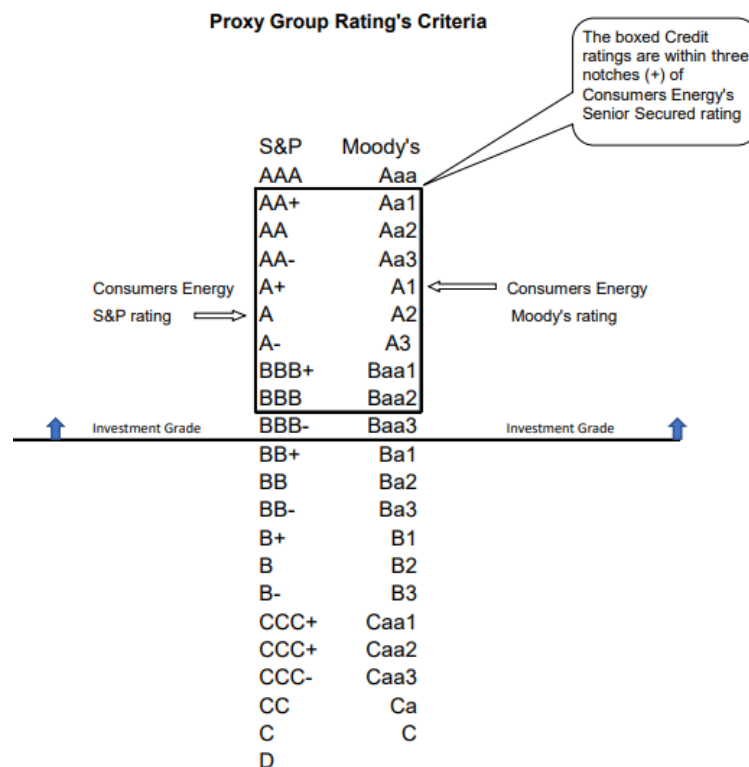 Proxy Group Rating's Criteria
The boxed Credit
ratings are within three
notches (+) of
Consumers Energy's
Senior Secured rating
S&P Moody's
AAA Aaa
AA+ Aa1
AA Aa2
AA- Aa3
Consumers Energy A+ A1 Consumers Energy
S&P rating A A2 Moody's rating
A- A3
BBB+ Baa1
BBB Baa2
Investment Grade BBB- Baa3 Investment Grade
BB+ Ba1
BB Ba2
BB- Ba3
B+ B1
B B2
B- B3
CCC+ Caa1
CCC+ Caa2
CCC- Caa3
CC Ca
C C
D